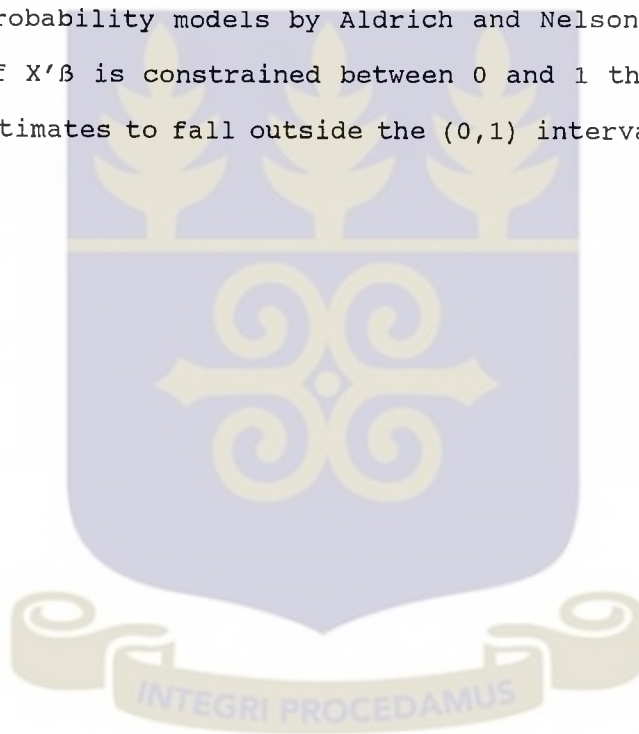 robability models by Aldrich and Nelson
f X'β is constrained between 0 and 1 th
timates to fall outside the (0,1) interva
INTEGRI PROCEDAMUS